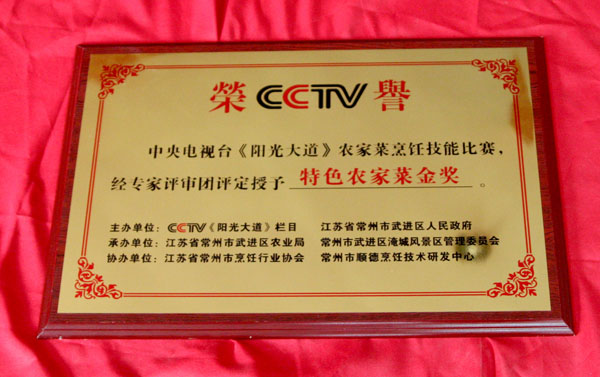 榮 CCTV 譽
中央电视台《阳光大道》农家菜烹饪技能比赛，
经专家评审团评定授予 特色农家菜金奖 。
主办单位：CCTV《阳光大道》栏目 江苏省常州市武进区人民政府
承办单位：江苏省常州市武进区农业局 常州市武进区淹城风景区管理委员会
协办单位：江苏省常州市烹饪行业协会 常州市顺德烹饪技术研发中心